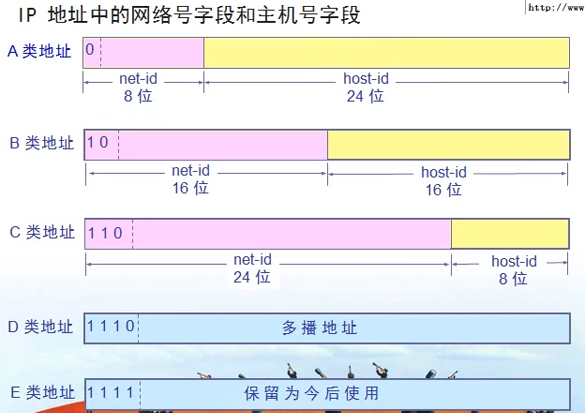 IP 地址中的网络号字段和主机号字段
http://www
A 类地址
0
net-id
8 位
host-id
24 位
B 类地址
1 0
net-id
16 位
host-id
16 位
C 类地址
1 1 0
net-id
24 位
host-id
8 位
D 类地址
1 1 1 0
多播地址
E 类地址
1 1 1 1
保留为今后使用